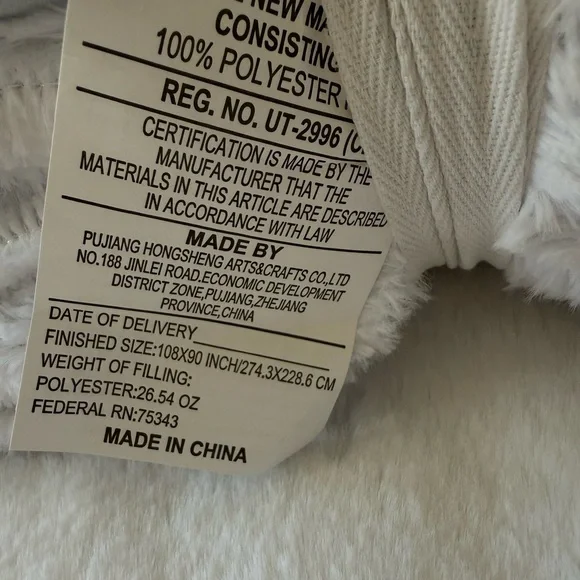 NEW
CONSISTING
100% POLYESTER
REG. NO. UT-2996
CERTIFICATION IS MADE BY THE
MANUFACTURER THAT THE
MATERIALS IN THIS ARTICLE ARE DESCRIBED
IN ACCORDANCE WITH LAW
MADE BY
PUJIANG HONGSHENG ARTS&CRAFTS CO.,LTD
NO.188 JINLEI ROAD,ECONOMIC DEVELOPMENT
DISTRICT ZONE,PUJIANG,ZHEJIANG
PROVINCE,CHINA
DATE OF DELIVERY
FINISHED SIZE:108X90 INCH/274.3X228.6 CM
WEIGHT OF FILLING:
POLYESTER:26.54 OZ
FEDERAL RN:75343
MADE IN CHINA